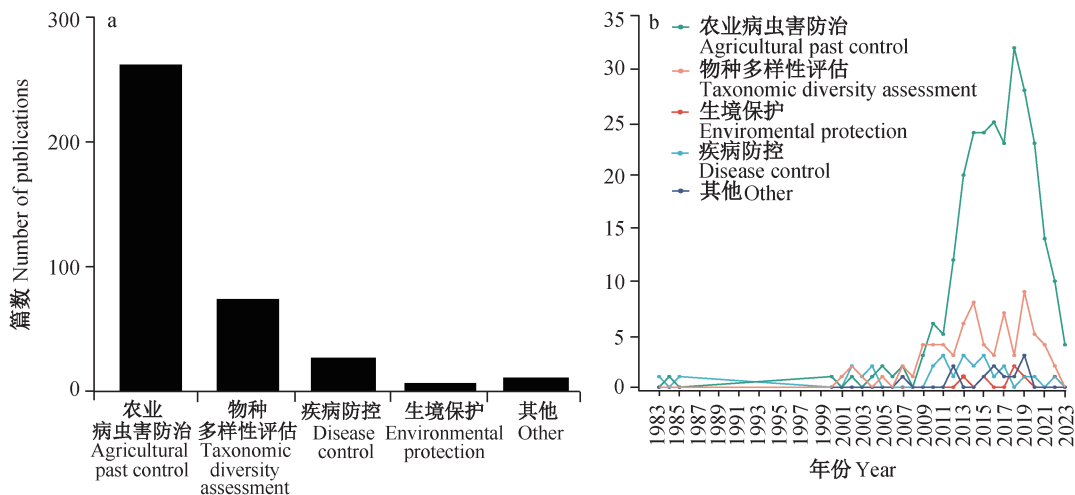 a
篇数 Number of publications
300
200
100
0
农业
病虫害防治
Agricultural
past control
物种
多样性评估
Taxonomic
diversity
assessment
疾病防控
Disease
control
生境保护
Environmental
protection
其他
Other
b
农业病虫害防治
Agricultural past control
物种多样性评估
Taxonomic diversity assessment
生境保护
Enviromental protection
疾病防控
Disease control
其他Other
35
30
25
20
15
10
5
0
1983
1985
1987
1989
1991
1993
1995
1997
1999
2001
2003
2005
2007
2009
2011
2013
2015
2017
2019
2021
2023
年份 Year